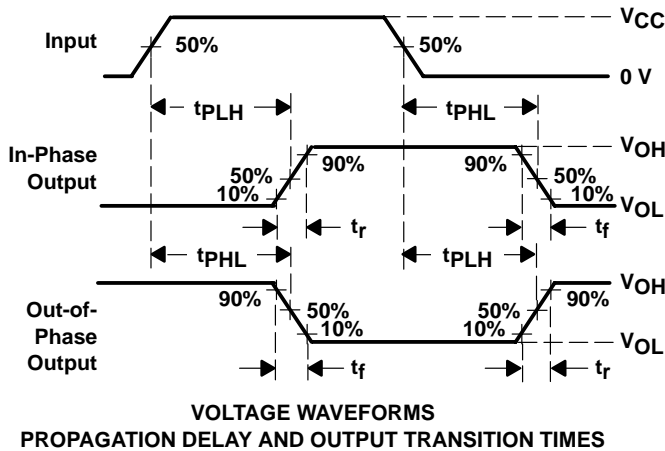 VCC
Input
50%
50%
0 V
tPLH
tPHL
In-Phase
Output
VOH
90%
90%
50%
50%
10%
10%
VOL
tr
tf
tPHL
tPLH
VOH
90%
90%
Out-of-
Phase
Output
50%
50%
10%
10%
VOL
tf
tr
VOLTAGE WAVEFORMS
PROPAGATION DELAY AND OUTPUT TRANSITION TIMES